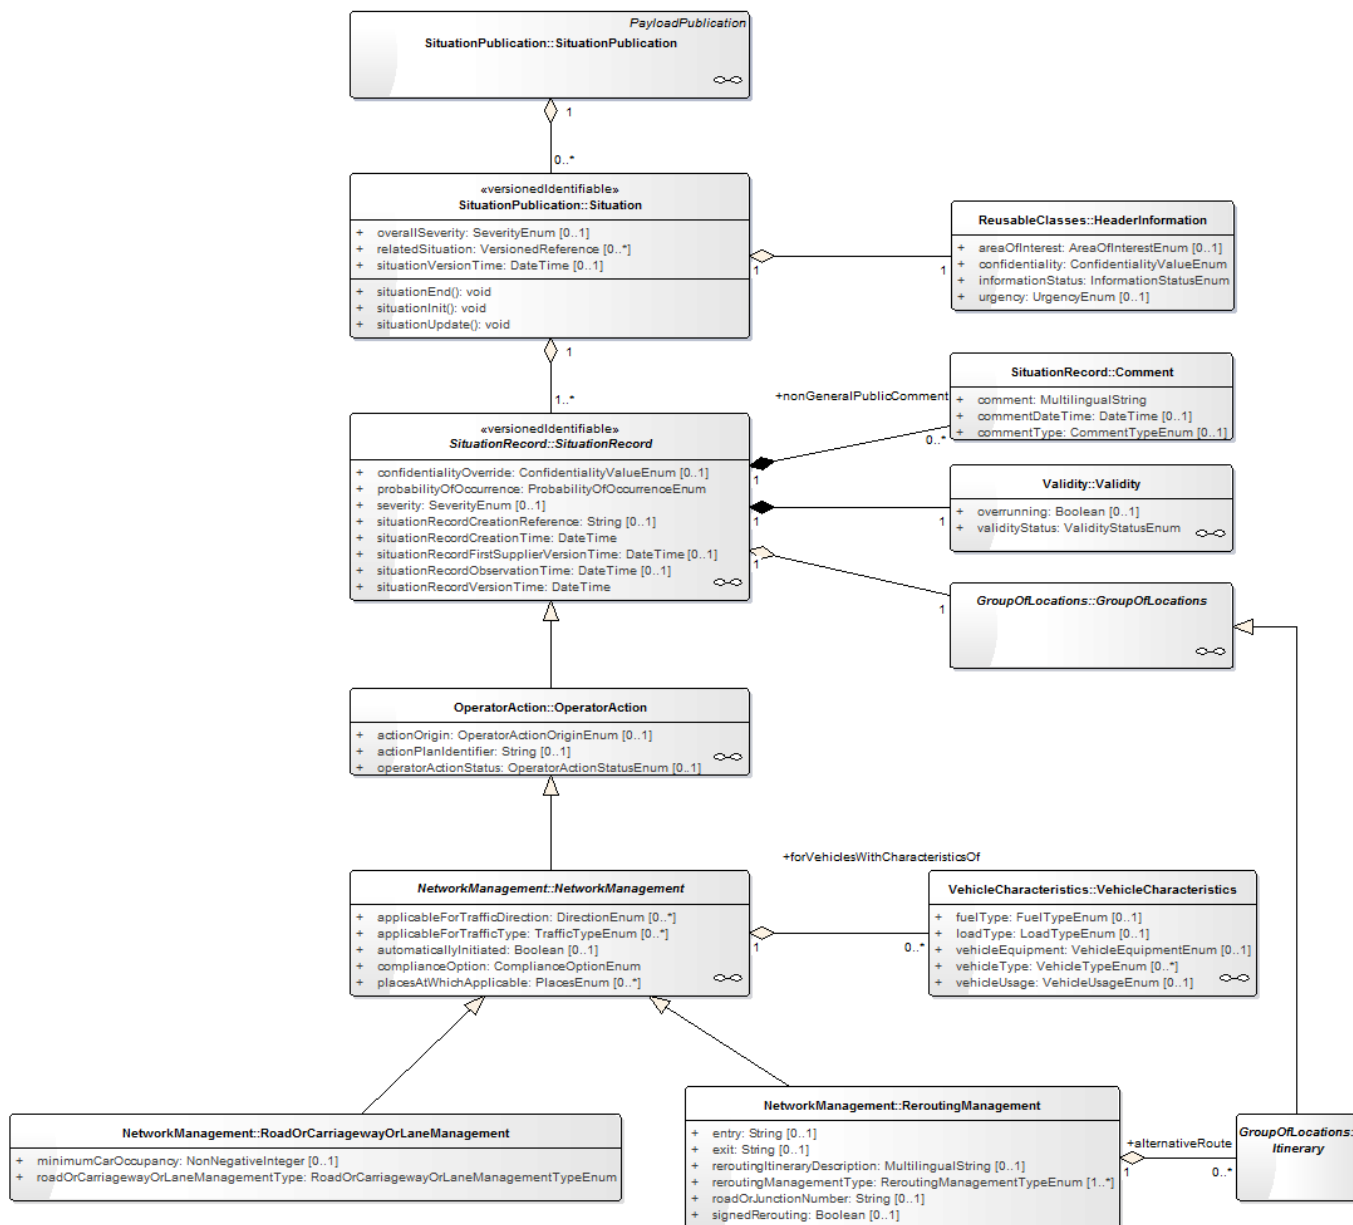 PayloadPublication
SituationPublication::SituationPublication
1
0..*
«versionedIdentifiable»
SituationPublication::Situation
+ overallSeverity: SeverityEnum [0..1]
+ relatedSituation: VersionedReference [0..*]
+ situationVersionTime: DateTime [0..1]
+ situationEnd(): void
+ situationInit(): void
+ situationUpdate(): void
1
1
ReusableClasses::HeaderInformation
+ areaOfInterest: AreaOfInterestEnum [0..1]
+ confidentiality: ConfidentialityValueEnum
+ informationStatus: InformationStatusEnum
+ urgency: UrgencyEnum [0..1]
1
1..*
«versionedIdentifiable»
SituationRecord::SituationRecord
+ confidentialityOverride: ConfidentialityValueEnum [0..1]
+ probabilityOfOccurrence: ProbabilityOfOccurrenceEnum
+ severity: SeverityEnum [0..1]
+ situationRecordCreationReference: String [0..1]
+ situationRecordCreationTime: DateTime
+ situationRecordFirstSupplierVersionTime: DateTime [0..1]
+ situationRecordObservationTime: DateTime [0..1]
+ situationRecordVersionTime: DateTime
+nonGeneralPublicComment
0..*
1
SituationRecord::Comment
+ comment: MultilingualString
+ commentDateTime: DateTime [0..1]
+ commentType: CommentTypeEnum [0..1]
1
1
Validity::Validity
+ overrunning: Boolean [0..1]
+ validityStatus: ValidityStatusEnum
1
1
GroupOfLocations::GroupOfLocations
OperatorAction::OperatorAction
+ actionOrigin: OperatorActionOriginEnum [0..1]
+ actionPlanIdentifier: String [0..1]
+ operatorActionStatus: OperatorActionStatusEnum [0..1]
NetworkManagement::NetworkManagement
+ applicableForTrafficDirection: DirectionEnum [0..*]
+ applicableForTrafficType: TrafficTypeEnum [0..*]
+ automaticallyInitiated: Boolean [0..1]
+ complianceOption: ComplianceOptionEnum
+ placesAtWhichApplicable: PlacesEnum [0..*]
+forVehiclesWithCharacteristicsOf
1
0..*
VehicleCharacteristics::VehicleCharacteristics
+ fuelType: FuelTypeEnum [0..1]
+ loadType: LoadTypeEnum [0..1]
+ vehicleEquipment: VehicleEquipmentEnum [0..1]
+ vehicleType: VehicleTypeEnum [0..*]
+ vehicleUsage: VehicleUsageEnum [0..1]
NetworkManagement::RoadOrCarriagewayOrLaneManagement
+ minimumCarOccupancy: NonNegativeInteger [0..1]
+ roadOrCarriagewayOrLaneManagementType: RoadOrCarriagewayOrLaneManagementTypeEnum
NetworkManagement::ReroutingManagement
+ entry: String [0..1]
+ exit: String [0..1]
+ reroutingItineraryDescription: MultilingualString [0..1]
+ reroutingManagementType: ReroutingManagementTypeEnum [1..*]
+ roadOrJunctionNumber: String [0..1]
+ signedRerouting: Boolean [0..1]
+alternativeRoute
1
0..*
GroupOfLocations:
Itinerary